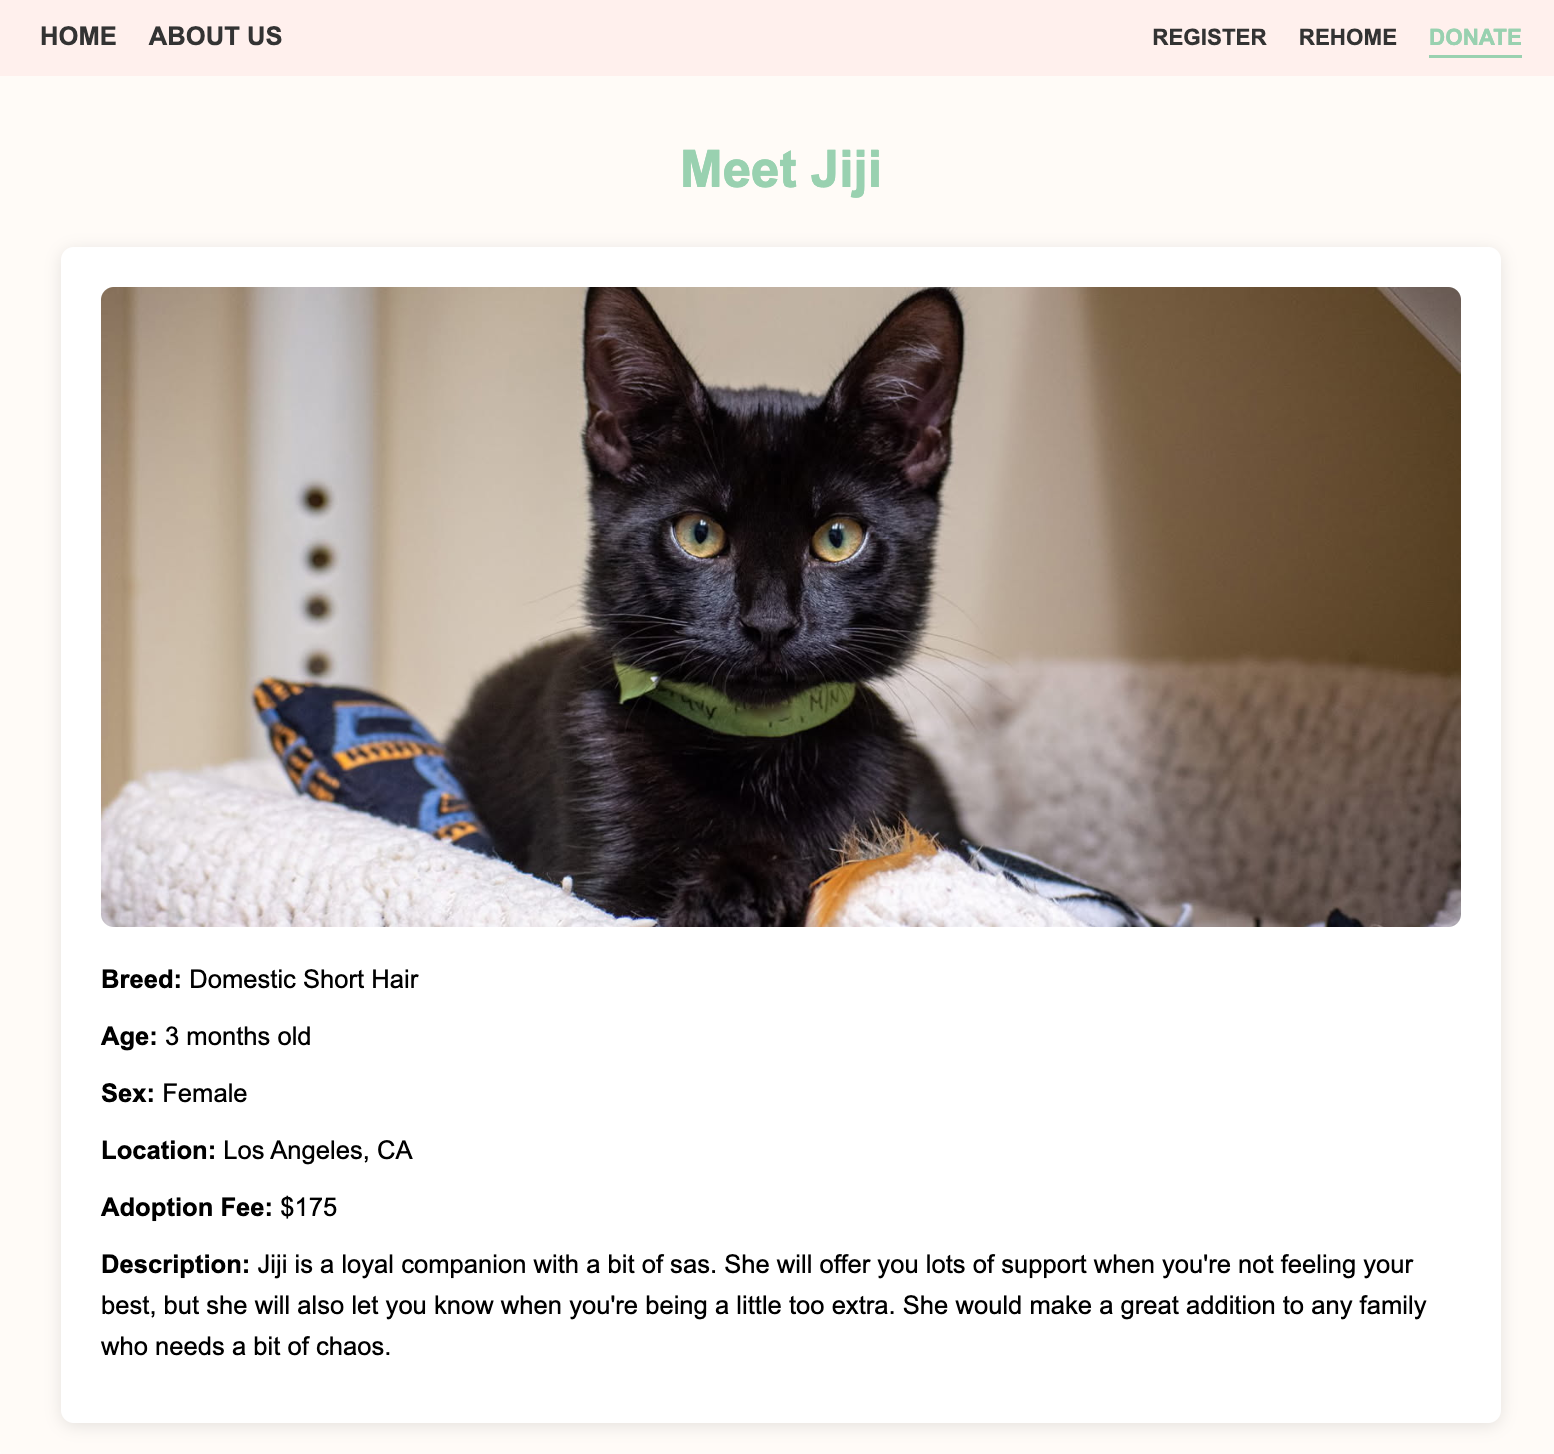 HOME ABOUT US REGISTER REHOME DONATE
Meet Jiji
Breed: Domestic Short Hair
Age: 3 months old
Sex: Female
Location: Los Angeles, CA
Adoption Fee: $175
Description: Jiji is a loyal companion with a bit of sas. She will offer you lots of support when you're not feeling your
best, but she will also let you know when you're being a little too extra. She would make a great addition to any family
who needs a bit of chaos.